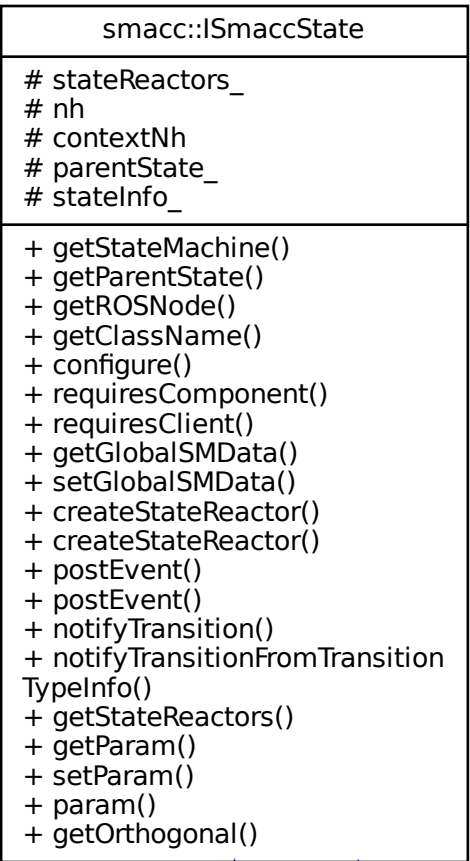 smacc::ISmaccState
# stateReactors_
# nh
# contextNh
# parentState_
# stateInfo_
+ getStateMachine()
+ getParentState()
+ getROSNode()
+ getClassName()
+ configure()
+ requiresComponent()
+ requiresClient()
+ getGlobalSMData()
+ setGlobalSMData()
+ createStateReactor()
+ createStateReactor()
+ postEvent()
+ postEvent()
+ notifyTransition()
+ notifyTransitionFromTransition
TypeInfo()
+ getStateReactors()
+ getParam()
+ setParam()
+ param()
+ getOrthogonal()